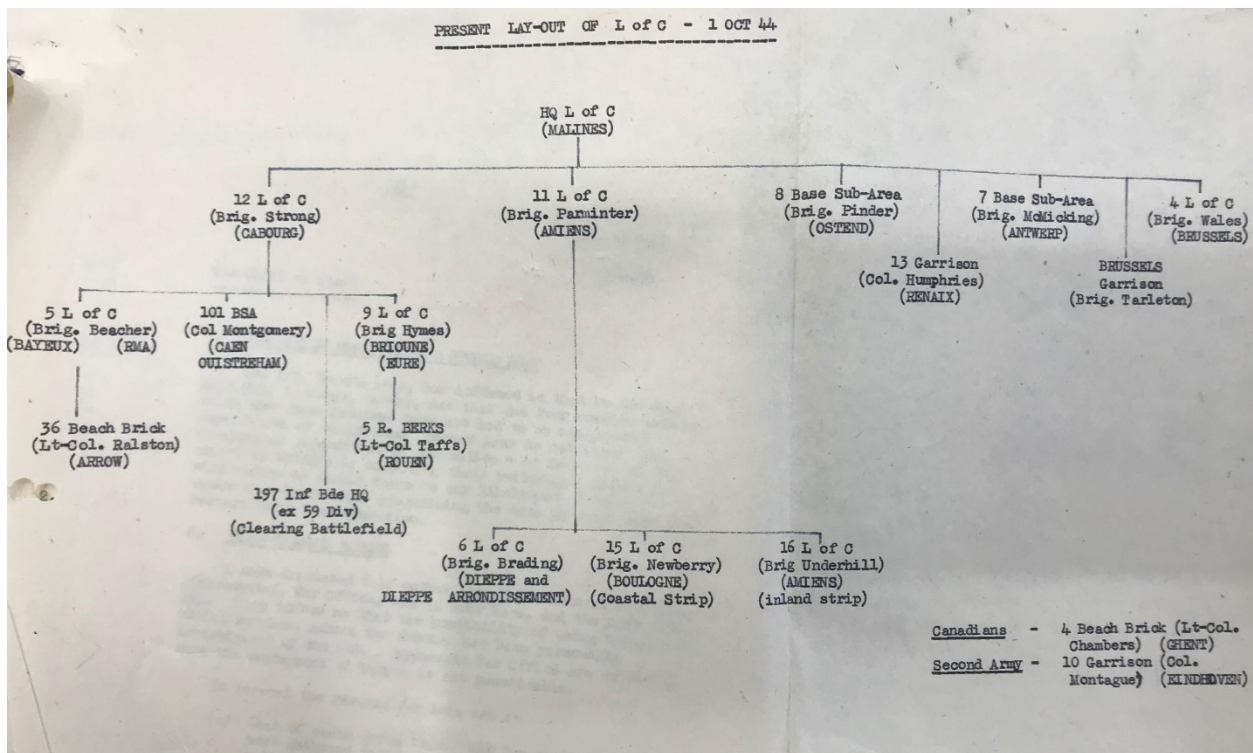 PRESENT LAY-OUT OF L of C - 1 OCT 44
HQ L of C
(MALINES)
12 L of C
(Brig. Strong)
(CABOURG)
11 L of C
(Brig. Parminter)
(AMIENS)
8 Base Sub-Area
(Brig. Pinder)
(OSTEND)
13 Garrison
(Col. Humphries)
(RENAIX)
7 Base Sub-Area
(Brig. McMicking)
(ANTWERP)
BRUSSELS
Garrison
(Brig. Tarleton)
4 L of C
(Brig. Wales)
(BRUSSELS)
5 L of C
(Brig. Beacher)
(BAYEUX) (RMA)
101 BSA
(Col Montgomery)
(CAEN
OUISTREHAM)
9 L of C
(Brig Hymes)
(BRIOUNE)
(EURE)
36 Beach Brick
(Lt-Col. Ralston)
(ARROW)
5 R. BERKS
(Lt-Col Taffs)
(ROUEN)
2.
197 Inf Bde HQ
(ex 59 Div)
(Clearing Battlefield)
6 L of C
(Brig. Brading)
(DIEPPE and
DIEPPE ARRONDISSEMENT)
15 L of C
(Brig. Newberry)
(BOULOGNE)
(Coastal Strip)
16 L of C
(Brig Underhill)
(AMIENS)
(inland strip)
Canadians - 4 Beach Brick (Lt-Col.
Chambers) (GHENT)
Second Army - 10 Garrison (Col.
Montague) (EINDHOVEN)